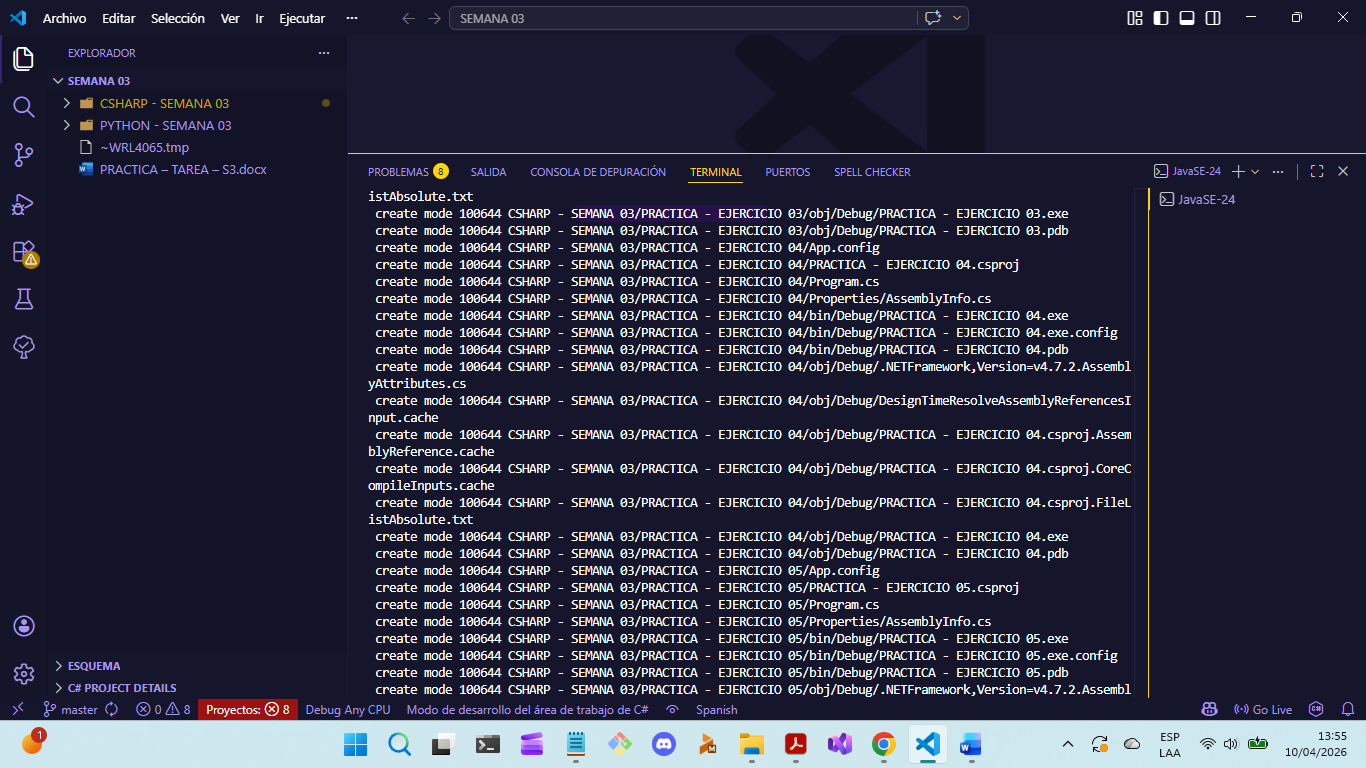 Archivo Editar Selección Ver Ir Ejecutar ···
SEMANA 03
EXPLORADOR
SEMANA 03
CSHARP - SEMANA 03
PYTHON - SEMANA 03
~WRL4065.tmp
PRACTICA – TAREA – S3.docx
ESQUEMA
C# PROJECT DETAILS
PROBLEMAS 8 SALIDA CONSOLA DE DEPURACIÓN TERMINAL PUERTOS SPELL CHECKER
JavaSE-24
JavaSE-24
istAbsolute.txt
create mode 100644 CSHARP - SEMANA 03/PRACTICA - EJERCICIO 03/obj/Debug/PRACTICA - EJERCICIO 03.exe
create mode 100644 CSHARP - SEMANA 03/PRACTICA - EJERCICIO 03/obj/Debug/PRACTICA - EJERCICIO 03.pdb
create mode 100644 CSHARP - SEMANA 03/PRACTICA - EJERCICIO 04/App.config
create mode 100644 CSHARP - SEMANA 03/PRACTICA - EJERCICIO 04/PRACTICA - EJERCICIO 04.csproj
create mode 100644 CSHARP - SEMANA 03/PRACTICA - EJERCICIO 04/Program.cs
create mode 100644 CSHARP - SEMANA 03/PRACTICA - EJERCICIO 04/Properties/AssemblyInfo.cs
create mode 100644 CSHARP - SEMANA 03/PRACTICA - EJERCICIO 04/bin/Debug/PRACTICA - EJERCICIO 04.exe
create mode 100644 CSHARP - SEMANA 03/PRACTICA - EJERCICIO 04/bin/Debug/PRACTICA - EJERCICIO 04.exe.config
create mode 100644 CSHARP - SEMANA 03/PRACTICA - EJERCICIO 04/bin/Debug/PRACTICA - EJERCICIO 04.pdb
create mode 100644 CSHARP - SEMANA 03/PRACTICA - EJERCICIO 04/obj/Debug/.NETFramework,Version=v4.7.2.Assembl
yAttributes.cs
create mode 100644 CSHARP - SEMANA 03/PRACTICA - EJERCICIO 04/obj/Debug/DesignTimeResolveAssemblyReferencesI
nput.cache
create mode 100644 CSHARP - SEMANA 03/PRACTICA - EJERCICIO 04/obj/Debug/PRACTICA - EJERCICIO 04.csproj.Assem
blyReference.cache
create mode 100644 CSHARP - SEMANA 03/PRACTICA - EJERCICIO 04/obj/Debug/PRACTICA - EJERCICIO 04.csproj.CoreC
ompileInputs.cache
create mode 100644 CSHARP - SEMANA 03/PRACTICA - EJERCICIO 04/obj/Debug/PRACTICA - EJERCICIO 04.csproj.FileL
istAbsolute.txt
create mode 100644 CSHARP - SEMANA 03/PRACTICA - EJERCICIO 04/obj/Debug/PRACTICA - EJERCICIO 04.exe
create mode 100644 CSHARP - SEMANA 03/PRACTICA - EJERCICIO 04/obj/Debug/PRACTICA - EJERCICIO 04.pdb
create mode 100644 CSHARP - SEMANA 03/PRACTICA - EJERCICIO 05/App.config
create mode 100644 CSHARP - SEMANA 03/PRACTICA - EJERCICIO 05/PRACTICA - EJERCICIO 05.csproj
create mode 100644 CSHARP - SEMANA 03/PRACTICA - EJERCICIO 05/Program.cs
create mode 100644 CSHARP - SEMANA 03/PRACTICA - EJERCICIO 05/Properties/AssemblyInfo.cs
create mode 100644 CSHARP - SEMANA 03/PRACTICA - EJERCICIO 05/bin/Debug/PRACTICA - EJERCICIO 05.exe
create mode 100644 CSHARP - SEMANA 03/PRACTICA - EJERCICIO 05/bin/Debug/PRACTICA - EJERCICIO 05.exe.config
create mode 100644 CSHARP - SEMANA 03/PRACTICA - EJERCICIO 05/bin/Debug/PRACTICA - EJERCICIO 05.pdb
create mode 100644 CSHARP - SEMANA 03/PRACTICA - EJERCICIO 05/obj/Debug/.NETFramework,Version=v4.7.2.Assembl
master 0 8 Proyectos: 8 Debug Any CPU Modo de desarrollo del área de trabajo de C# Spanish Go Live
1
ESP
LAA
13:55
10/04/2026